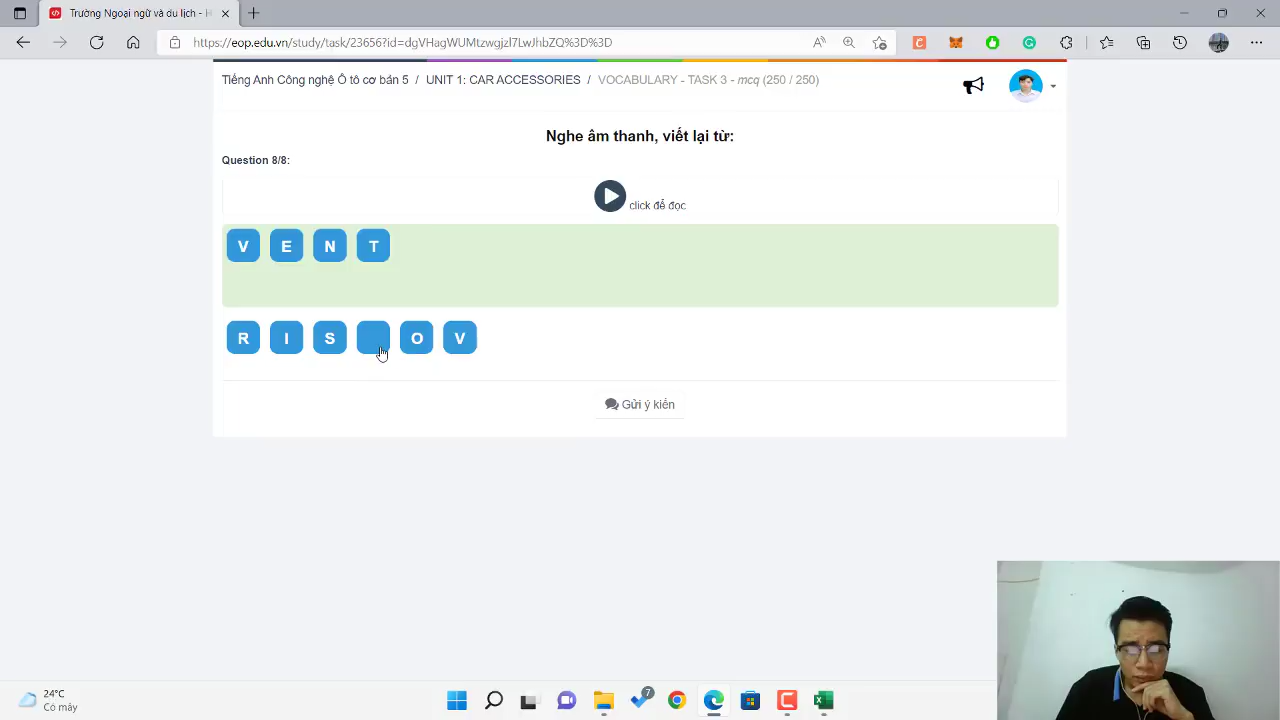 Trường Ngoại ngữ và du lịch - H
https://eop.edu.vn/study/task/23656?id=dgVHagWUMtzwgjzl7LwJhbZQ%3D%3D
Tiếng Anh Công nghệ Ô tô cơ bản 5 / UNIT 1: CAR ACCESSORIES / VOCABULARY - TASK 3 - mcq (250 / 250)
Nghe âm thanh, viết lại từ:
Question 8/8:
click để đọc
V E N T
R I S O V
Gửi ý kiến
24°C
Có mây
7